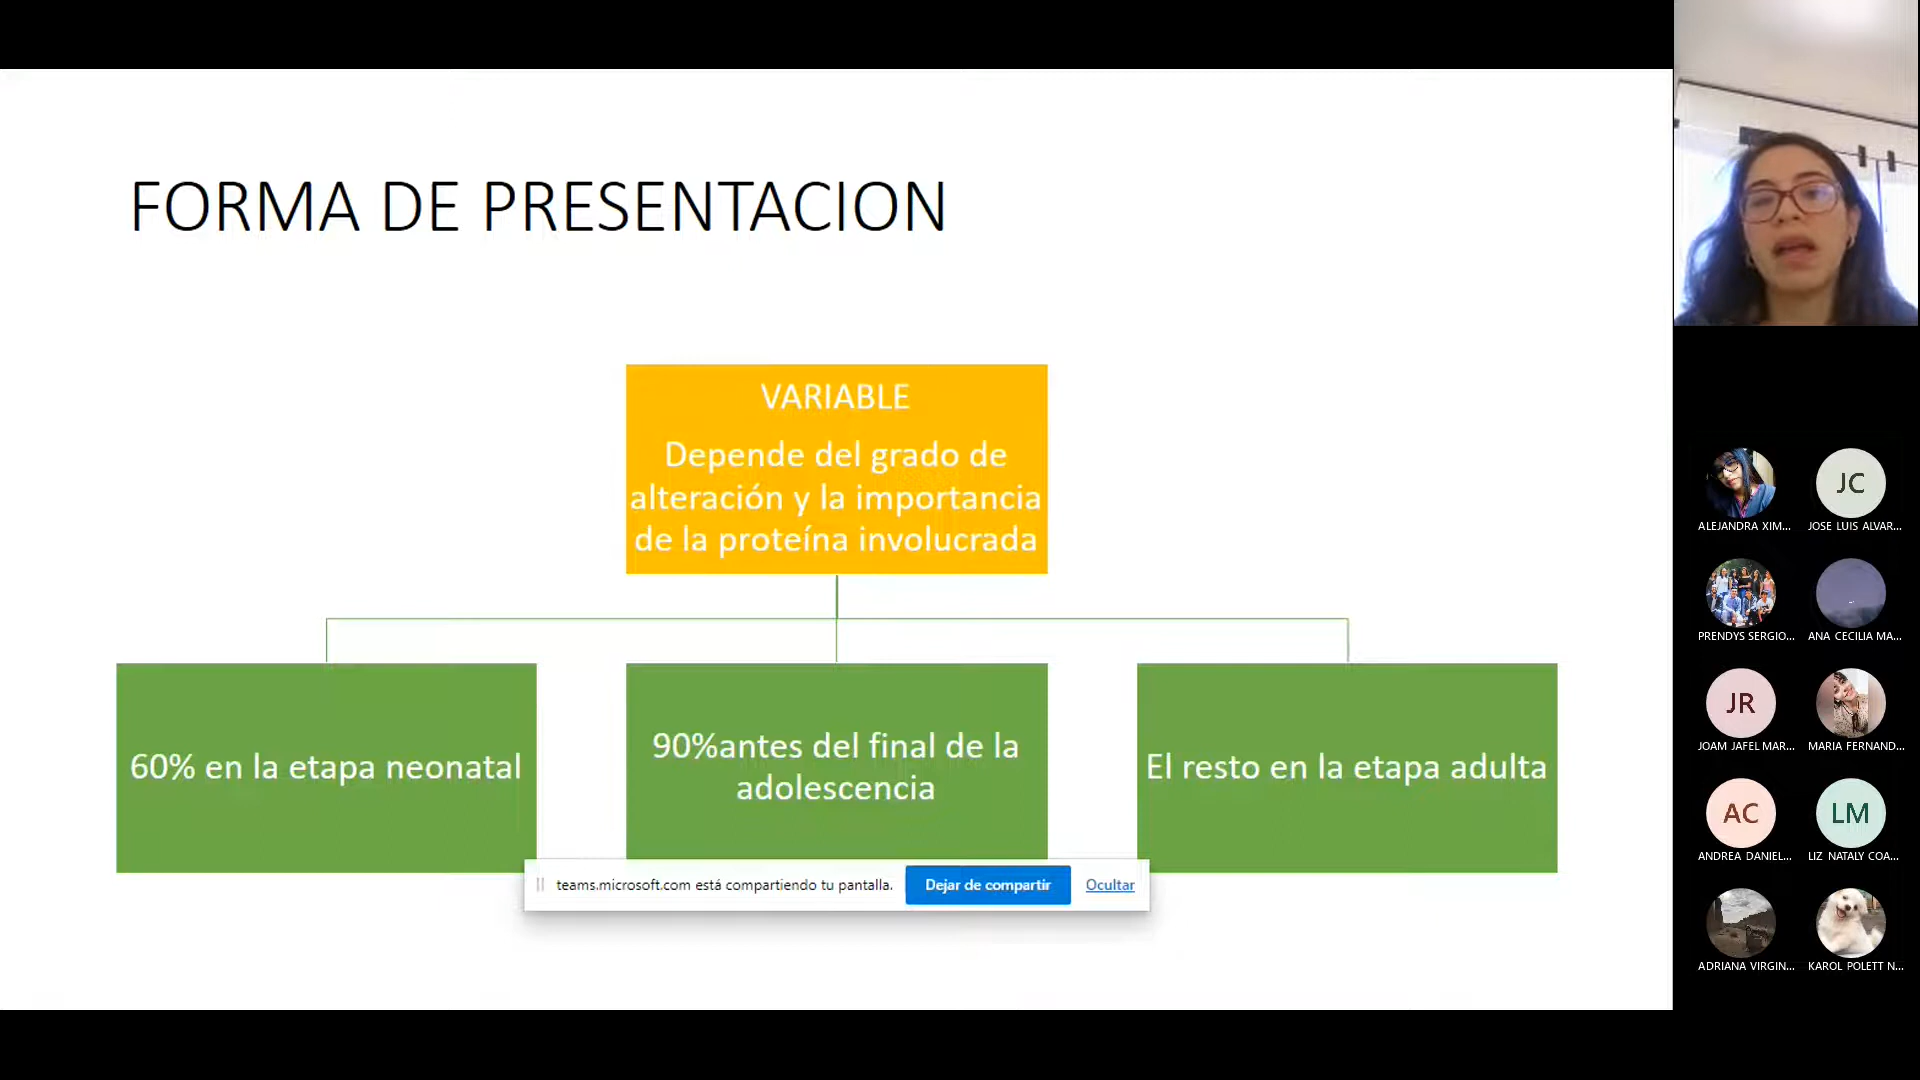 FORMA DE PRESENTACION
VARIABLE
Depende del grado de
alteración y la importancia
de la proteína involucrada
60% en la etapa neonatal
90%antes del final de la
adolescencia
El resto en la etapa adulta
teams.microsoft.com está compartiendo tu pantalla.
Dejar de compartir
Ocultar
JC
ALEJANDRA XIM...
JOSE LUIS ALVAR...
PRENDYS SERGIO...
ANA CECILIA MA...
JR
JOAM JAFEL MAR...
MARIA FERNAND...
AC
LM
ANDREA DANIEL...
LIZ NATALY COA...
ADRIANA VIRGIN...
KAROL POLETT N...